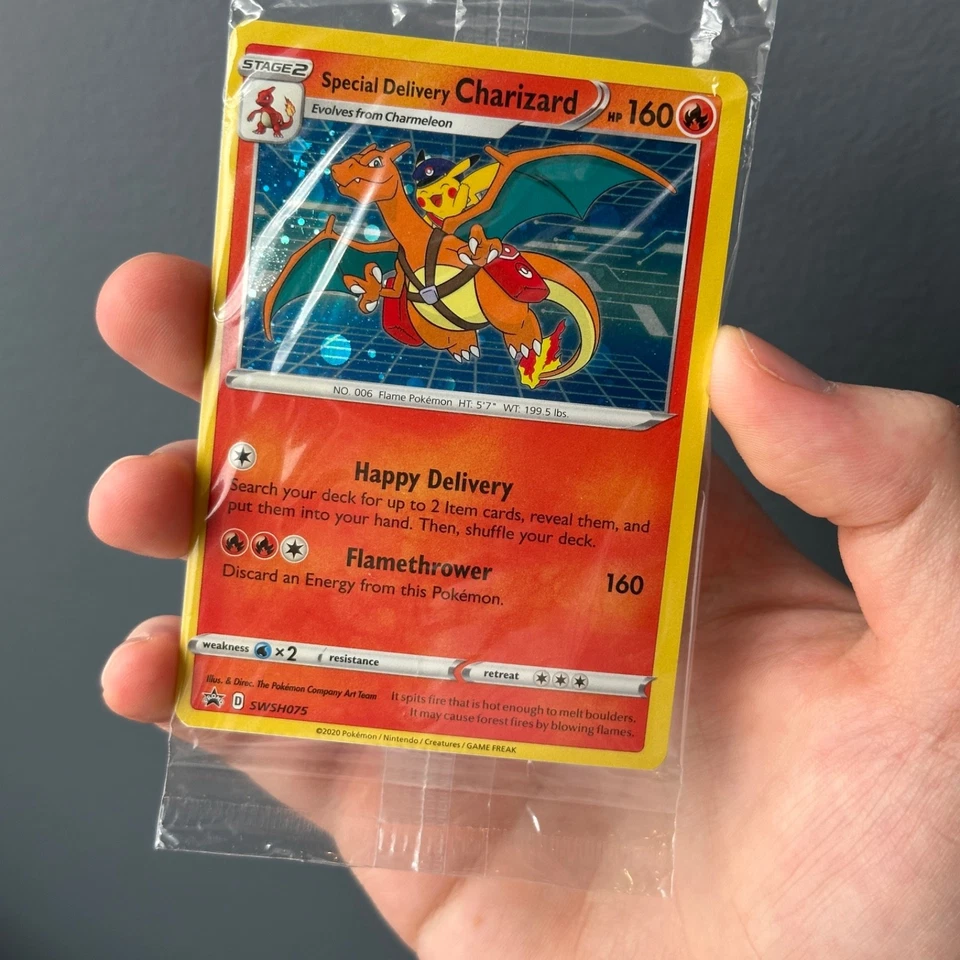 STAGE2
Special Delivery Charizard HP 160
Evolves from Charmeleon
NO. 006 Flame Pokémon HT: 5'7" WT: 199.5 lbs.
Happy Delivery
Search your deck for up to 2 Item cards, reveal them, and
put them into your hand. Then, shuffle your deck.
Flamethrower 160
Discard an Energy from this Pokémon.
weakness ×2 resistance retreat
Illus. & Direc. The Pokémon Company Art Team
It spits fire that is hot enough to melt boulders.
It may cause forest fires by blowing flames.
D SWSH075
©2020 Pokémon / Nintendo / Creatures / GAME FREAK